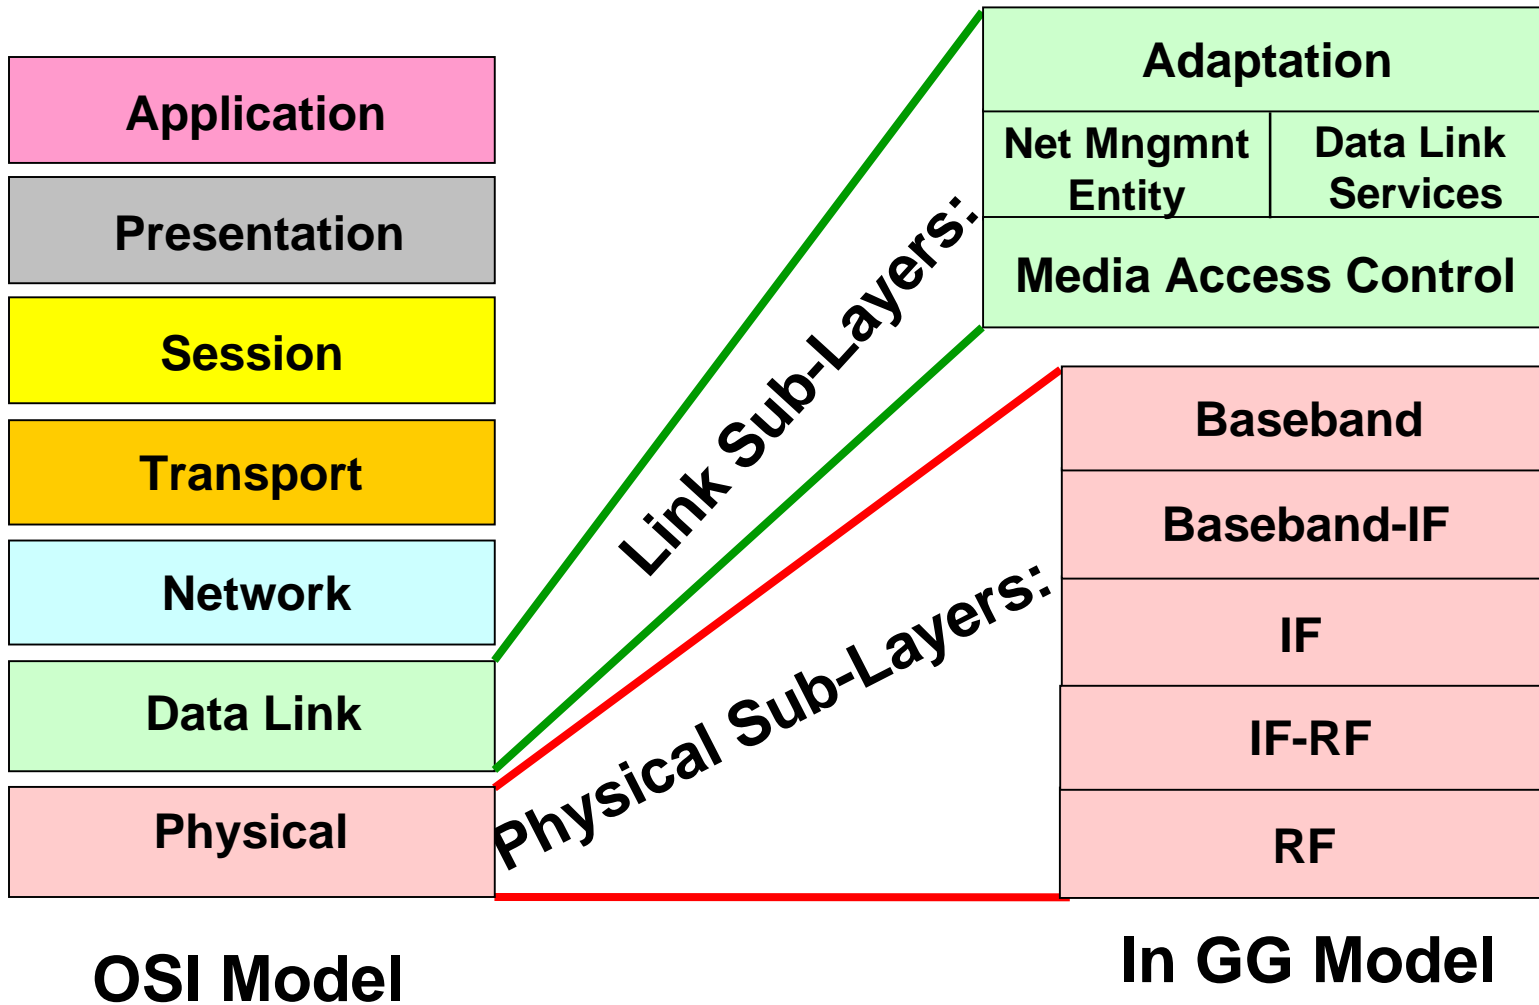 Application
Presentation
Session
Transport
Network
Data Link
Physical
OSI Model
Link Sub-Layers:
Physical Sub-Layers:
Adaptation
Net Mngmnt
Entity
Data Link
Services
Media Access Control
Baseband
Baseband-IF
IF
IF-RF
RF
In GG Model